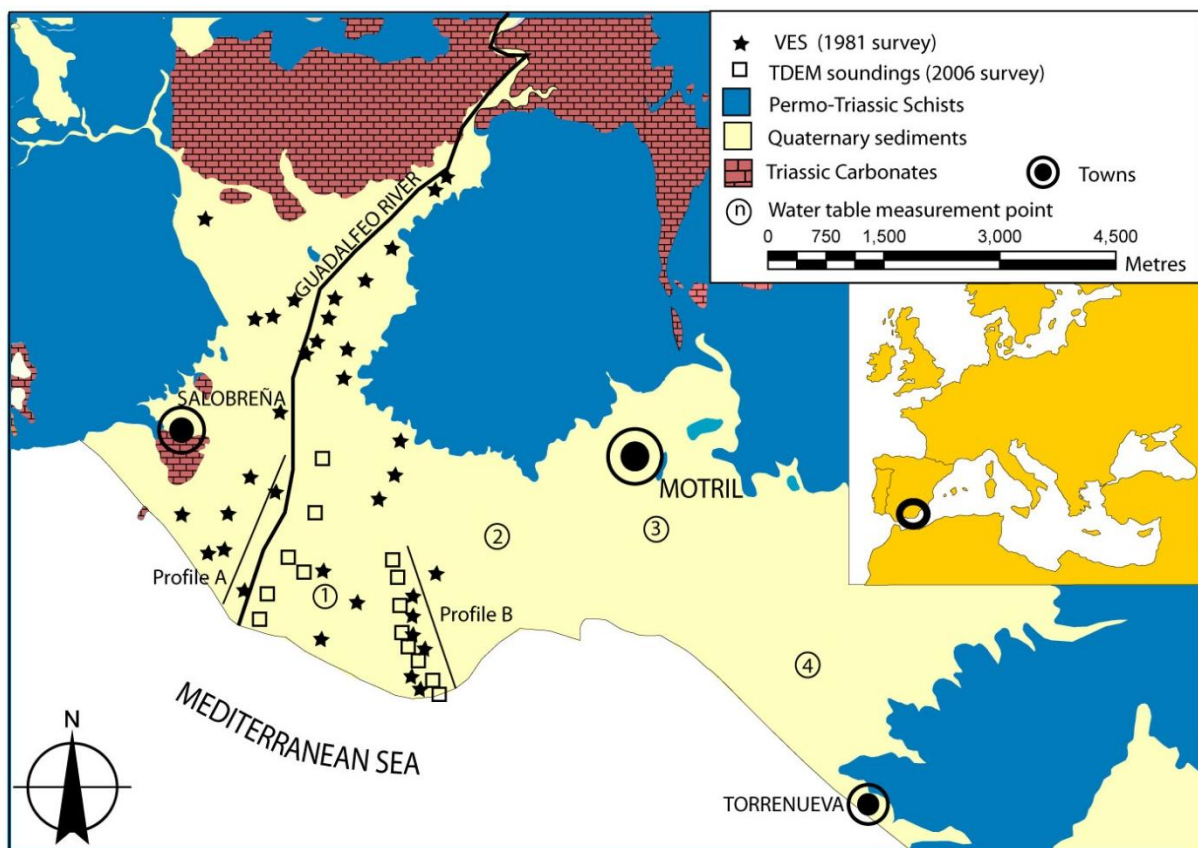 VES (1981 survey)
TDEM soundings (2006 survey)
Permo-Triassic Schists
Quaternary sediments
Triassic Carbonates
Towns
n Water table measurement point
0 750 1,500 3,000 4,500
Metres
GUADALFEO RIVER
SALOBREÑA
MOTRIL
2
3
Profile A
1
Profile B
4
MEDITERRANEAN SEA
N
TORRENUEVA